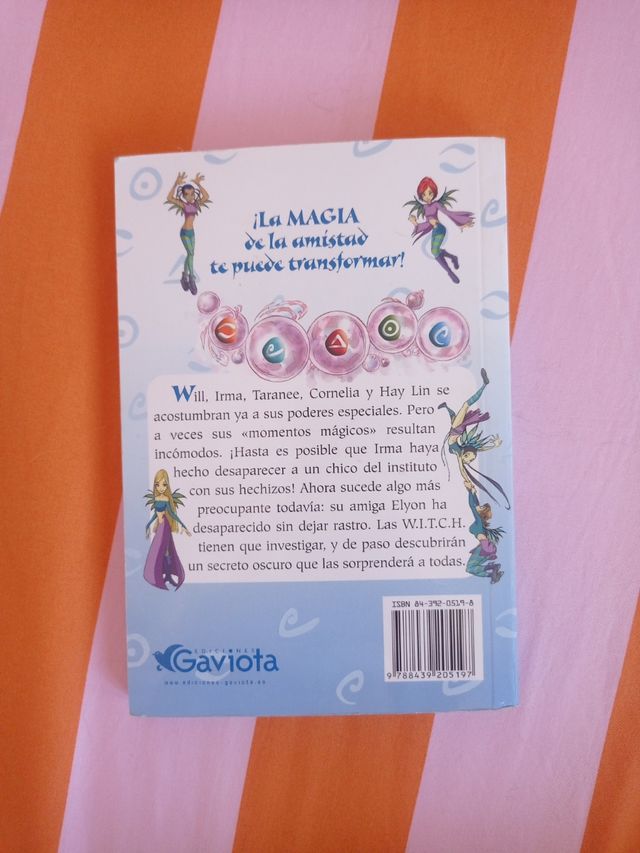 ¡La MAGIA
de la amistad
te puede transformar!
Will, Irma, Taranee, Cornelia y Hay Lin se
acostumbran ya a sus poderes especiales. Pero
a veces sus «momentos mágicos» resultan
incómodos. ¡Hasta es posible que Irma haya
hecho desaparecer a un chico del instituto
con sus hechizos! Ahora sucede algo más
preocupante todavía: su amiga Elyon ha
desaparecido sin dejar rastro. Las W.I.T.C.H.
tienen que investigar, y de paso descubrirán
un secreto oscuro que las sorprenderá a todas.
EDICIONES
Gaviota
www.ediciones-gaviota.es
ISBN 84-392-0519-8
9 788439 205197